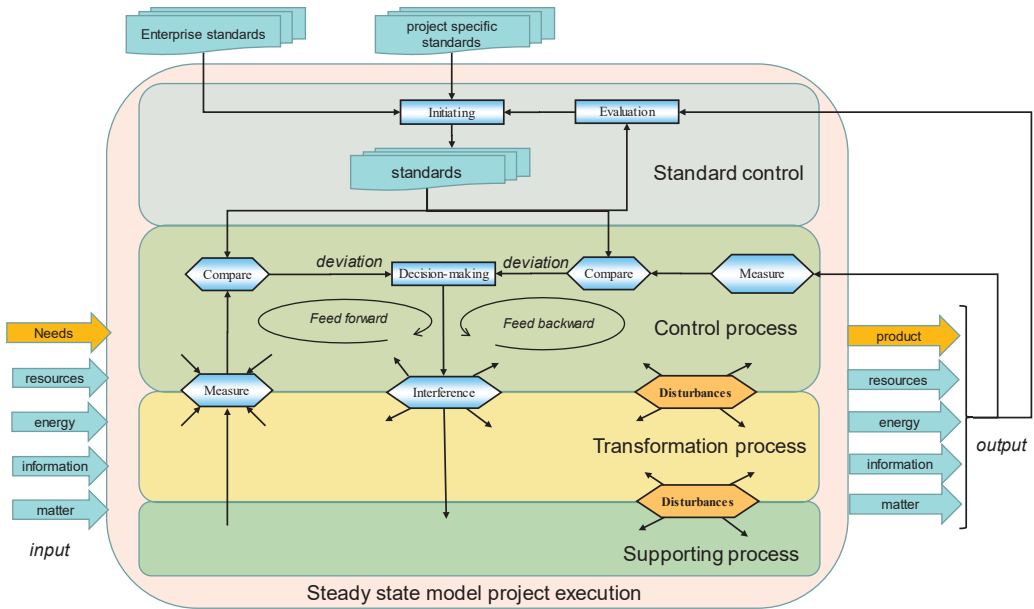 Enterprise standards
project specific
standards
Initiating
Evaluation
standards
Standard control
Compare
deviation
Decision-making
deviation
Compare
Measure
Feed forward
Feed backward
Control process
Needs
product
resources
Measure
Interference
Disturbances
resources
energy
energy
Transformation process
output
information
information
matter
Disturbances
matter
input
Supporting process
Steady state model project execution